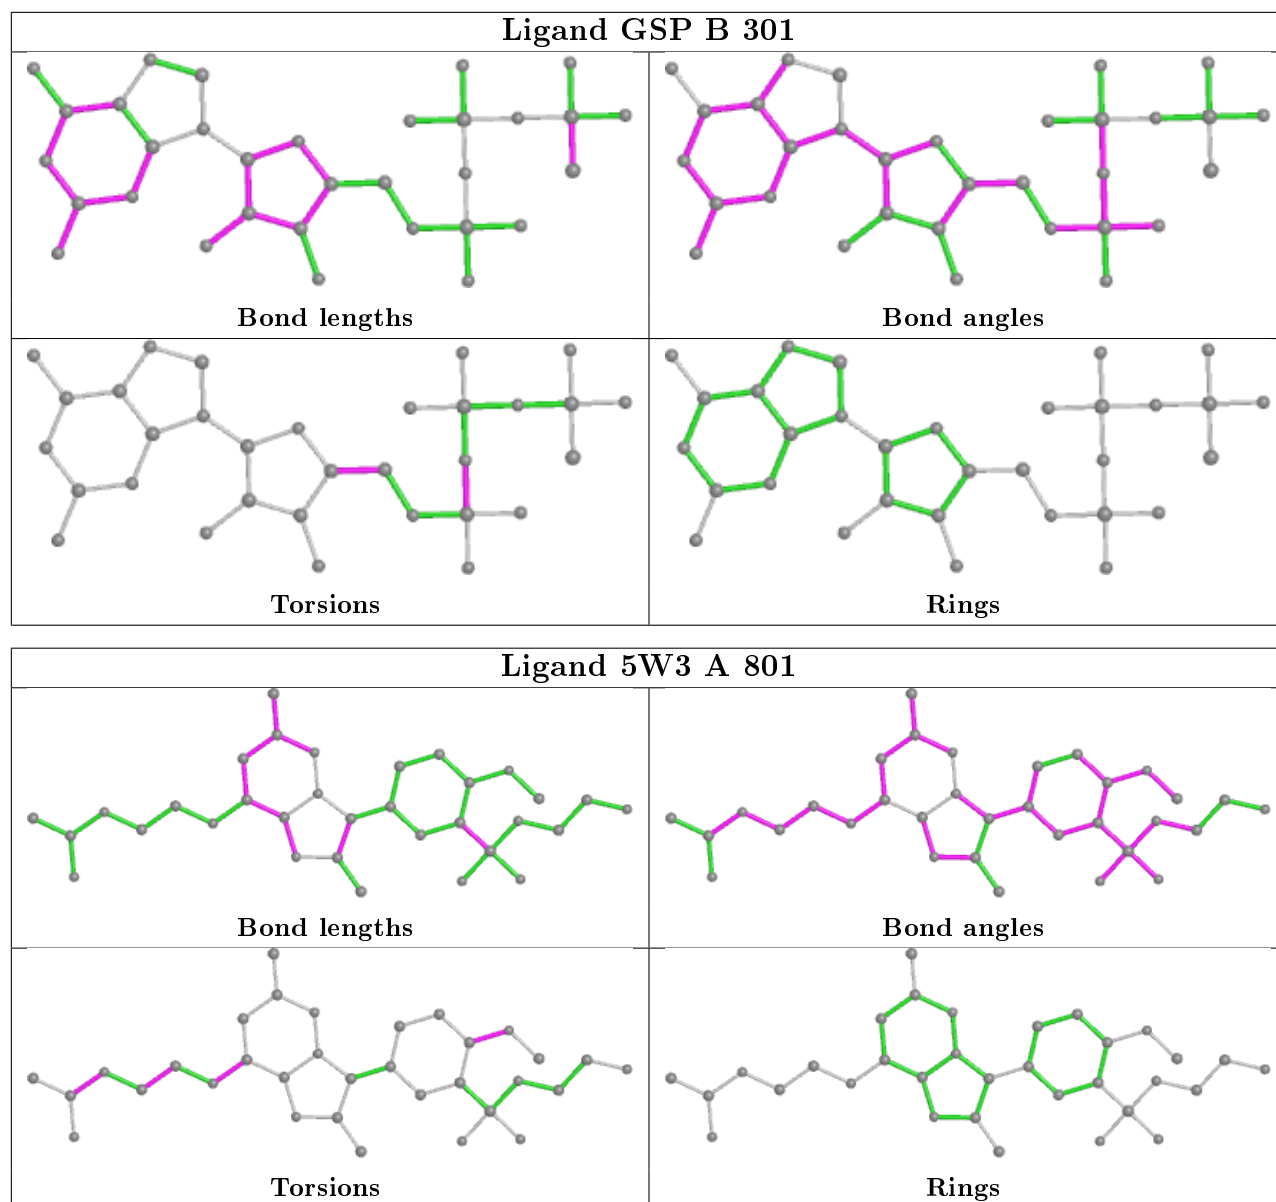 Ligand GSP B 301
Bond lengths
Bond angles
Torsions
Rings
Ligand 5W3 A 801
Bond lengths
Bond angles
Torsions
Rings